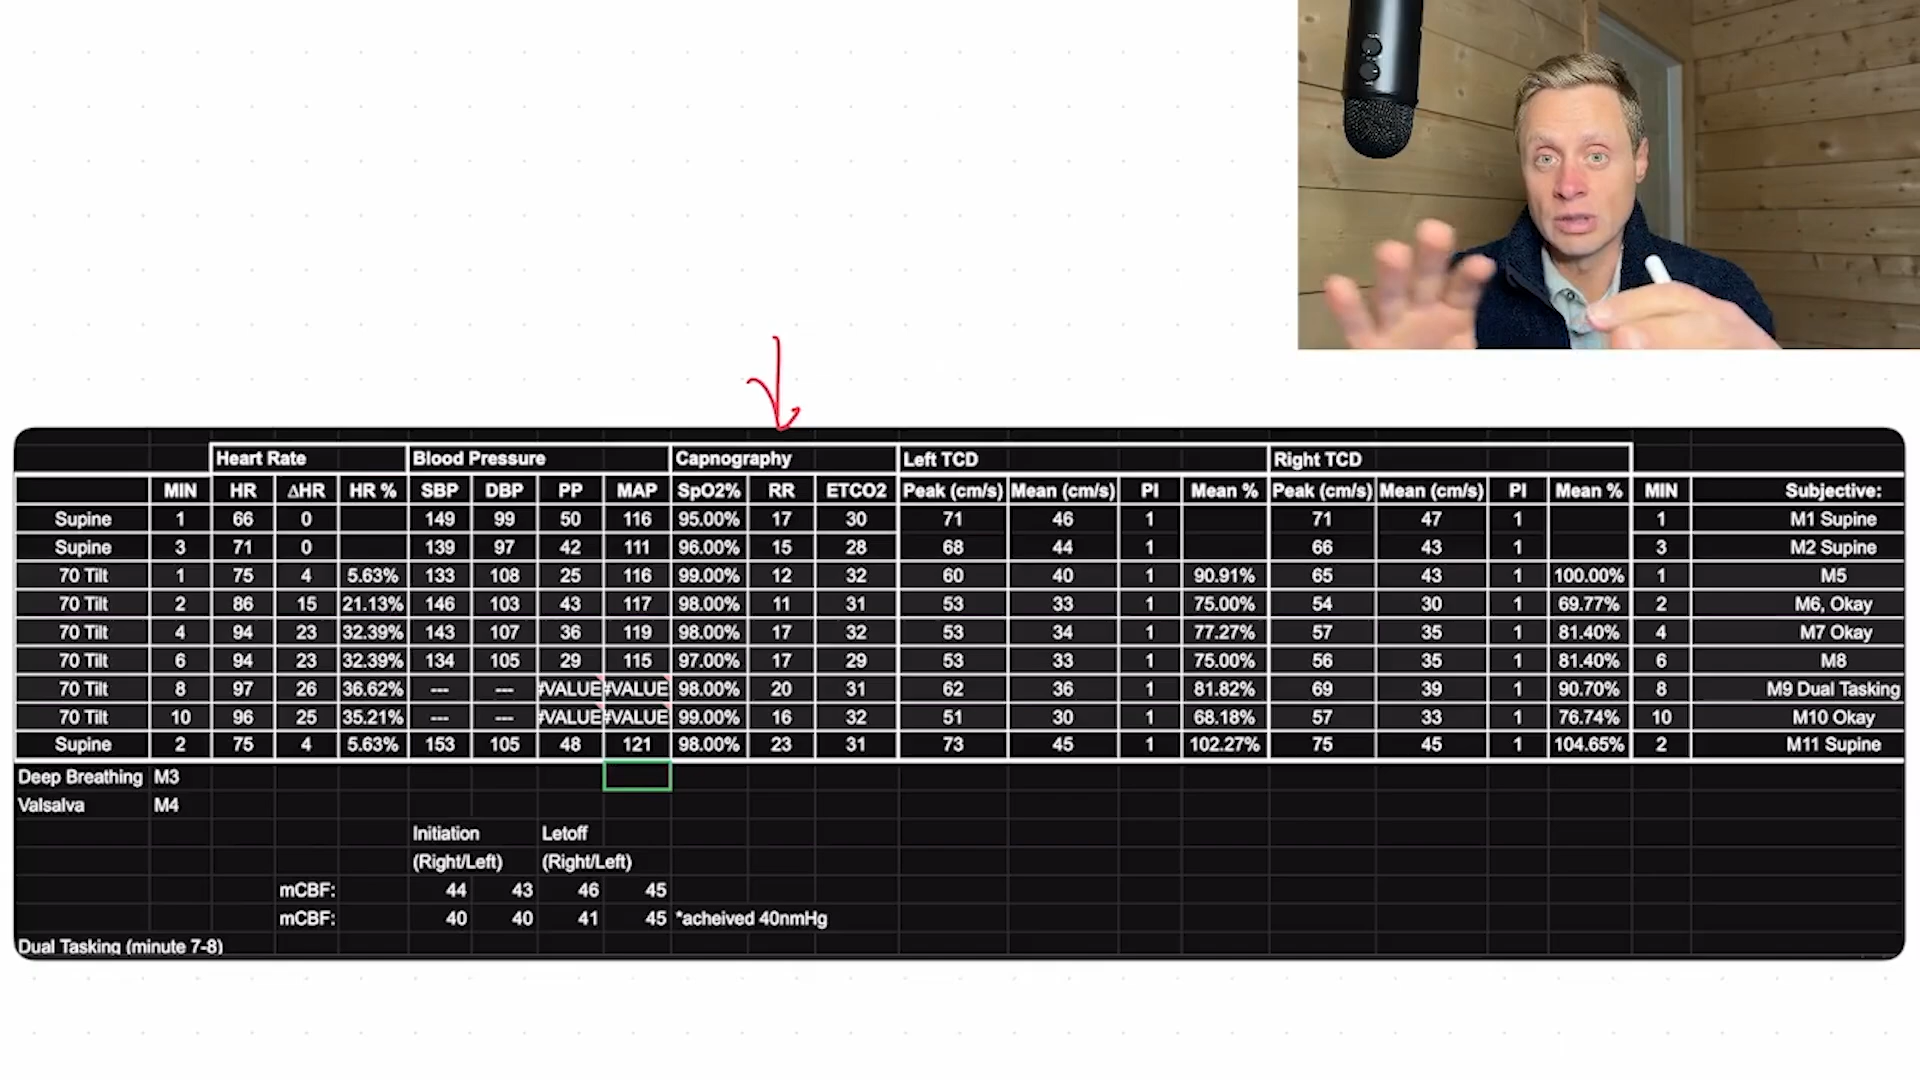 Heart Rate Blood Pressure Capnography Left TCD Right TCD
MIN HR ΔHR HR % SBP DBP PP MAP SpO2% RR ETCO2 Peak (cm/s) Mean (cm/s) PI Mean % Peak (cm/s) Mean (cm/s) PI Mean % MIN Subjective:
Supine 1 66 0 149 99 50 116 95.00% 17 30 71 46 1 71 47 1 1 M1 Supine
Supine 3 71 0 139 97 42 111 96.00% 15 28 68 44 1 66 43 1 3 M2 Supine
70 Tilt 1 75 4 5.63% 133 108 25 116 99.00% 12 32 60 40 1 90.91% 65 43 1 100.00% 1 M5
70 Tilt 2 86 15 21.13% 146 103 43 117 98.00% 11 31 53 33 1 75.00% 54 30 1 69.77% 2 M6, Okay
70 Tilt 4 94 23 32.39% 143 107 36 119 98.00% 17 32 53 34 1 77.27% 57 35 1 81.40% 4 M7 Okay
70 Tilt 6 94 23 32.39% 134 105 29 115 97.00% 17 29 53 33 1 75.00% 56 35 1 81.40% 6 M8
70 Tilt 8 97 26 36.62% --- --- #VALUE #VALUE 98.00% 20 31 62 36 1 81.82% 69 39 1 90.70% 8 M9 Dual Tasking
70 Tilt 10 96 25 35.21% --- --- #VALUE #VALUE 99.00% 16 32 51 30 1 68.18% 57 33 1 76.74% 10 M10 Okay
Supine 2 75 4 5.63% 153 105 48 121 98.00% 23 31 73 45 1 102.27% 75 45 1 104.65% 2 M11 Supine
Deep Breathing M3
Valsalva M4
Initiation Letoff
(Right/Left) (Right/Left)
mCBF: 44 43 46 45
mCBF: 40 40 41 45 *acheived 40nmHg
Dual Tasking (minute 7-8)